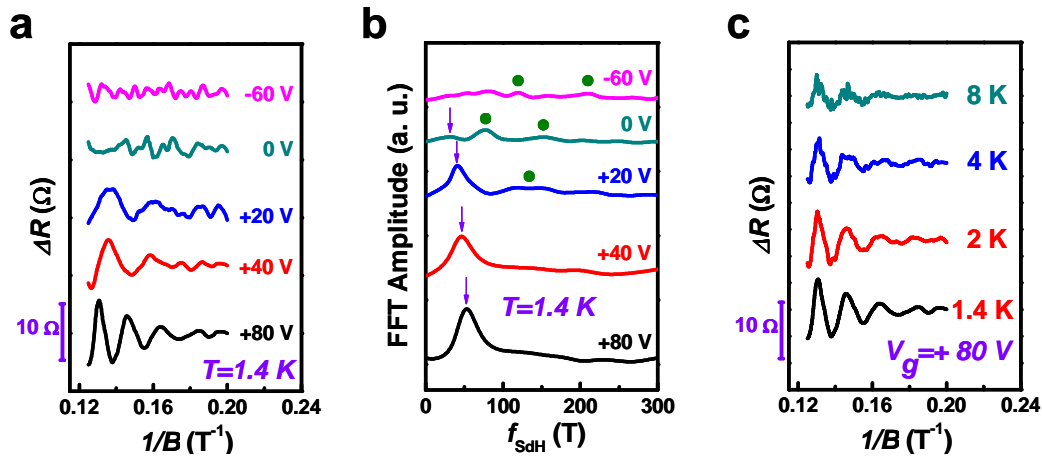 a
ΔR (Ω)
-60 V
0 V
+20 V
+40 V
+80 V
10 Ω
T=1.4 K
0.12 0.16 0.20 0.24
1/B (T⁻¹)
b
FFT Amplitude (a. u.)
-60 V
0 V
+20 V
+40 V
T=1.4 K
+80 V
0 100 200 300
f_SdH (T)
c
ΔR (Ω)
8 K
4 K
2 K
1.4 K
10 Ω
V_g=+ 80 V
0.12 0.16 0.20 0.24
1/B (T⁻¹)